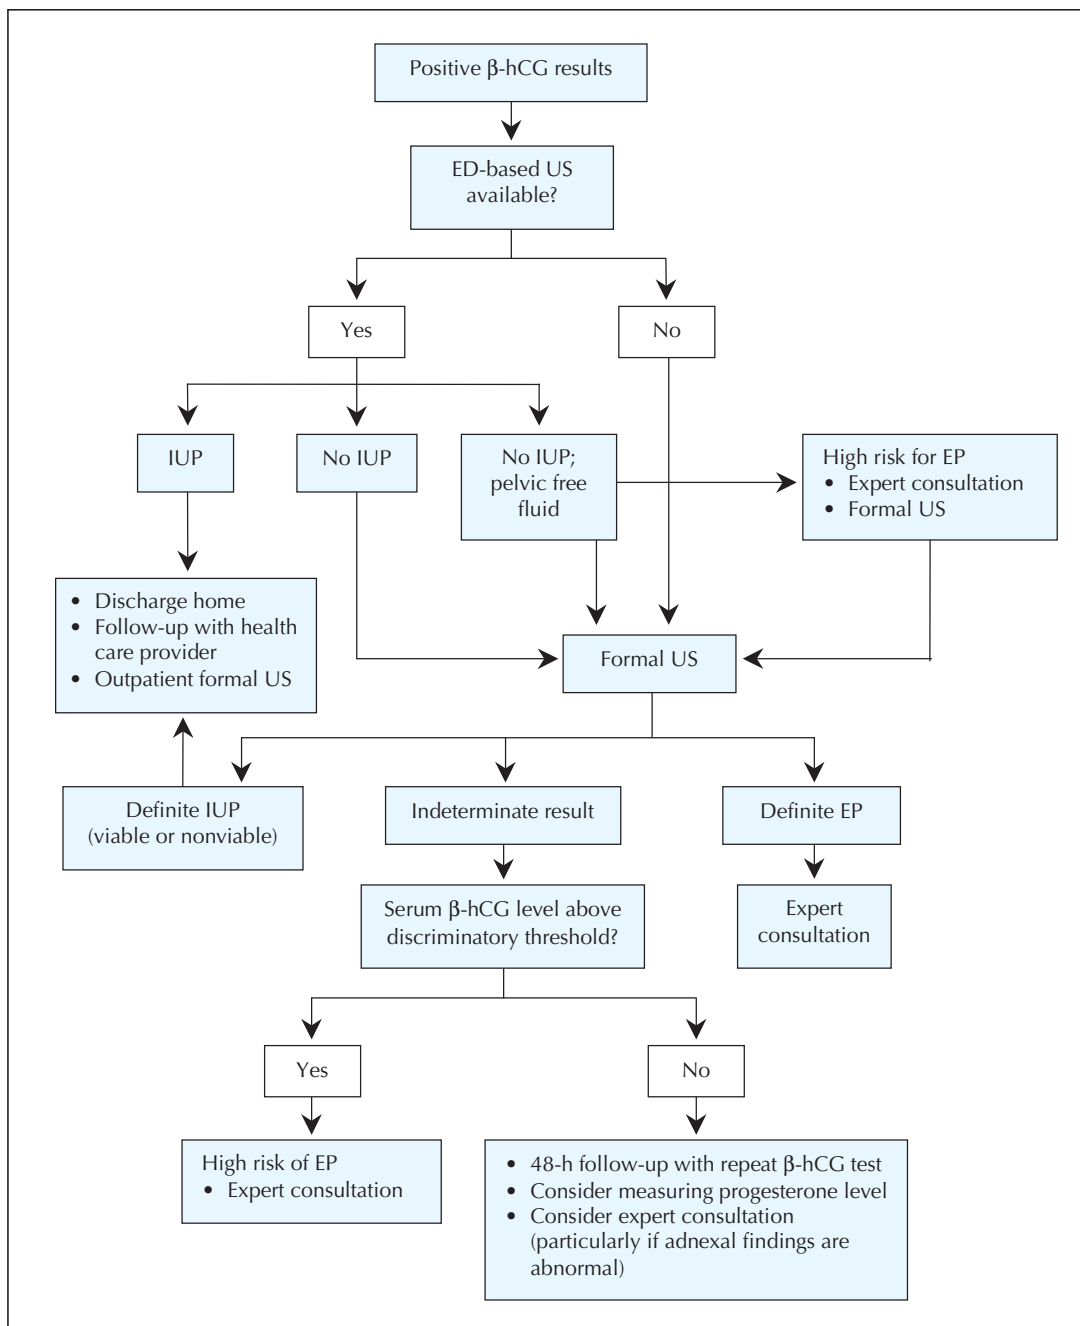 Positive β-hCG results
ED-based US
available?
Yes
No
IUP
No IUP
No IUP;
pelvic free
fluid
High risk for EP
• Expert consultation
• Formal US
• Discharge home
• Follow-up with health
care provider
• Outpatient formal US
Formal US
Definite IUP
(viable or nonviable)
Indeterminate result
Definite EP
Serum β-hCG level above
discriminatory threshold?
Expert
consultation
Yes
No
High risk of EP
• Expert consultation
• 48-h follow-up with repeat β-hCG test
• Consider measuring progesterone level
• Consider expert consultation
(particularly if adnexal findings are
abnormal)